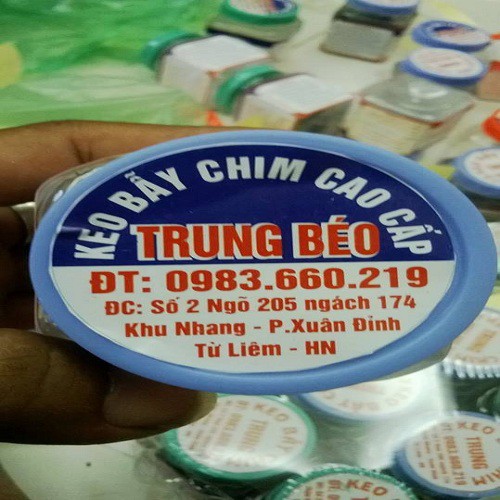 KEO BẪY CHIM CAO CẤP
TRUNG BÉO
ĐT: 0983.660.219
ĐC: Số 2 Ngõ 205 ngách 174
Khu Nhang - P.Xuân Đỉnh
Từ Liêm - HN